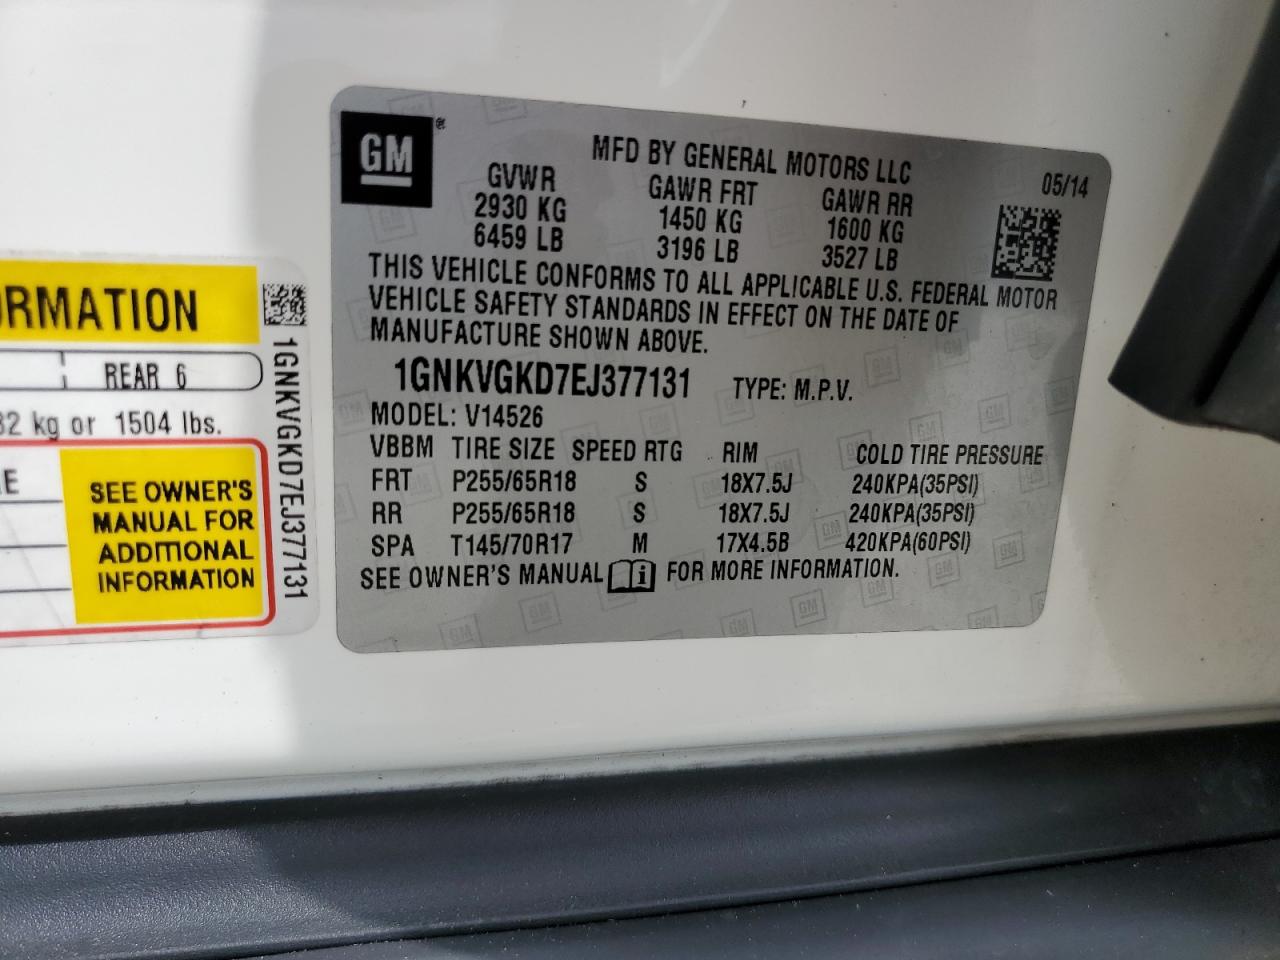 GM ®
MFD BY GENERAL MOTORS LLC
05/14
GVWR GAWR FRT GAWR RR
2930 KG 1450 KG 1600 KG
6459 LB 3196 LB 3527 LB
THIS VEHICLE CONFORMS TO ALL APPLICABLE U.S. FEDERAL MOTOR
VEHICLE SAFETY STANDARDS IN EFFECT ON THE DATE OF
MANUFACTURE SHOWN ABOVE.
1GNKVGKD7EJ377131 TYPE: M.P.V.
MODEL: V14526
VBBM TIRE SIZE SPEED RTG RIM COLD TIRE PRESSURE
FRT P255/65R18 S 18X7.5J 240KPA(35PSI)
RR P255/65R18 S 18X7.5J 240KPA(35PSI)
SPA T145/70R17 M 17X4.5B 420KPA(60PSI)
SEE OWNER'S MANUAL i FOR MORE INFORMATION.
ORMATION
REAR 6
32 kg or 1504 lbs.
E
SEE OWNER'S
MANUAL FOR
ADDITIONAL
INFORMATION
1GNKVGKD7EJ377131